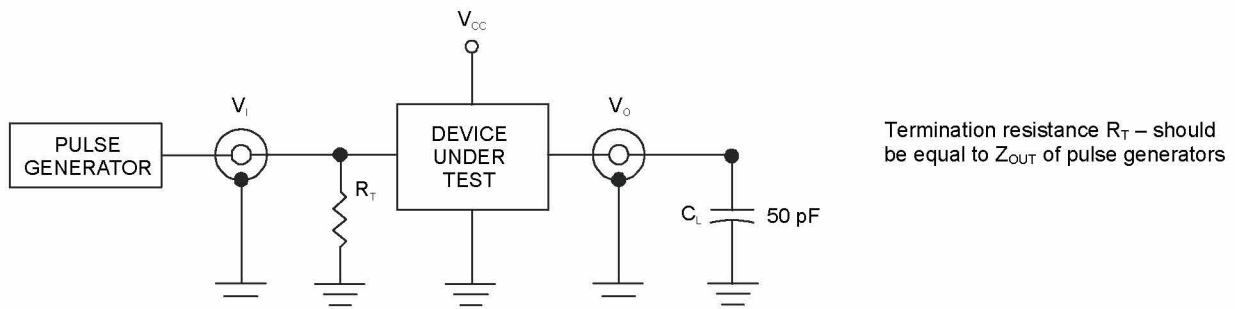 V_CC
V_I
V_O
PULSE
GENERATOR
DEVICE
UNDER
TEST
R_T
C_L
50 pF
Termination resistance R_T – should
be equal to Z_OUT of pulse generators